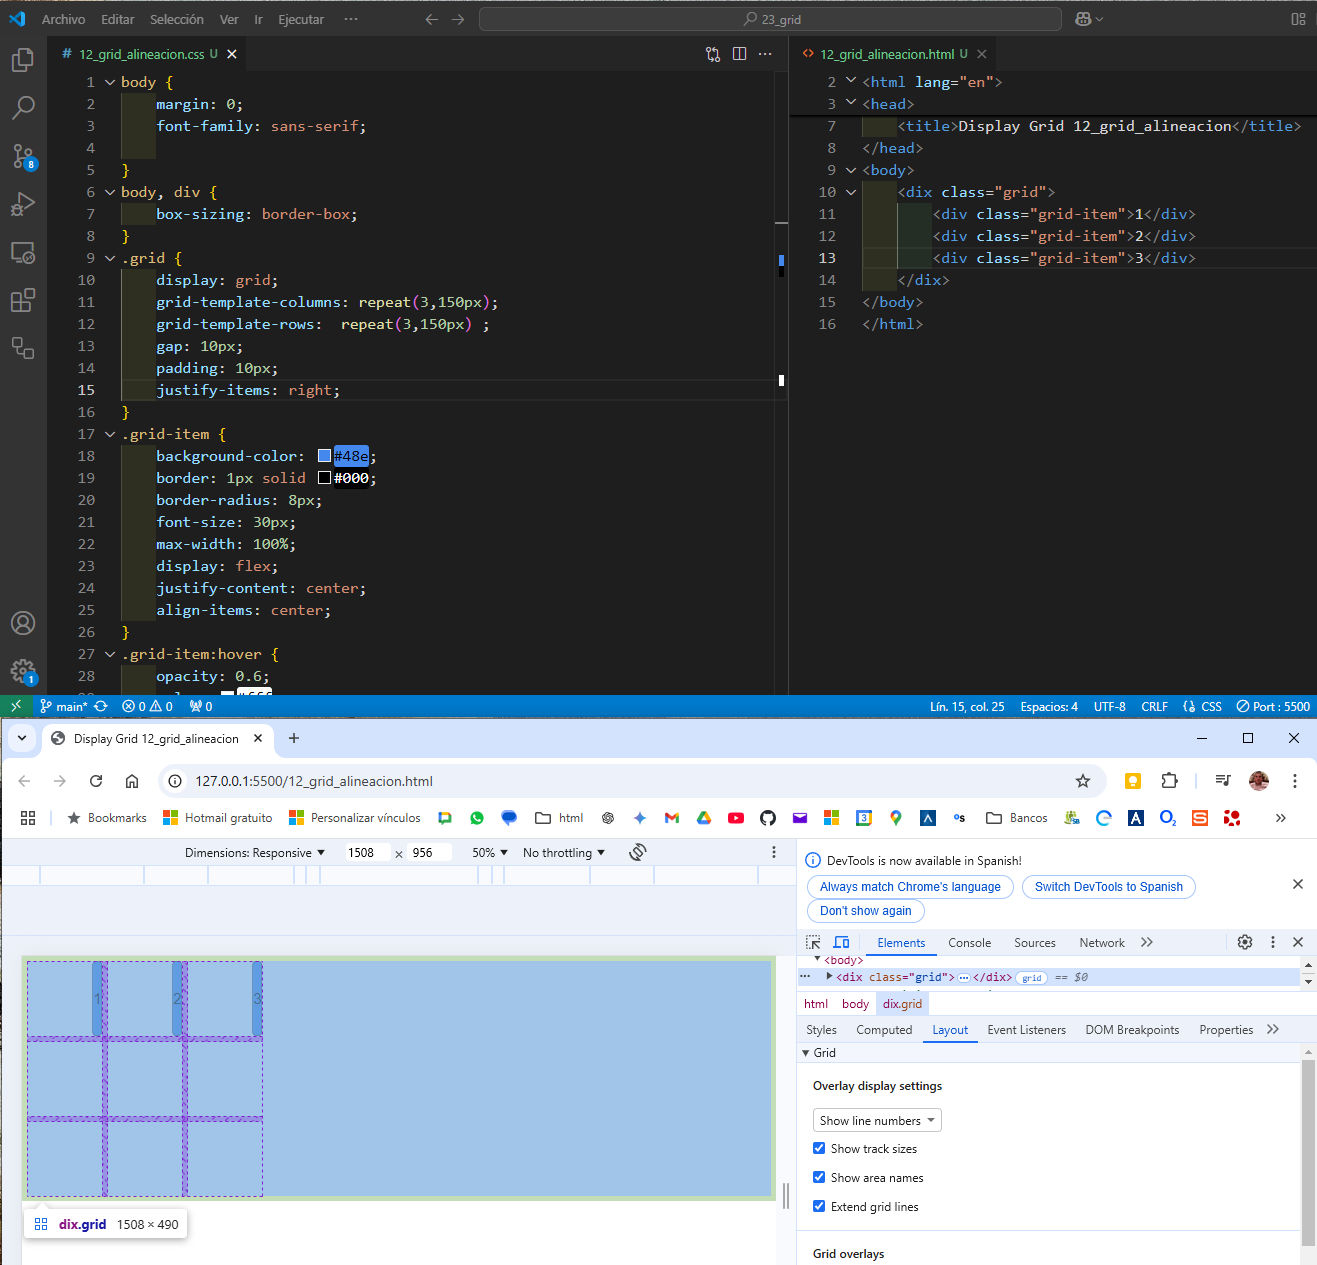 Archivo Editar Selección Ver Ir Ejecutar ··· 23_grid
# 12_grid_alineacion.css U
1 body {
2 margin: 0;
3 font-family: sans-serif;
4
5 }
6 body, div {
7 box-sizing: border-box;
8 }
9 .grid {
10 display: grid;
11 grid-template-columns: repeat(3,150px);
12 grid-template-rows:  repeat(3,150px) ;
13 gap: 10px;
14 padding: 10px;
15 justify-items: right;
16 }
17 .grid-item {
18 background-color: #48e;
19 border: 1px solid #000;
20 border-radius: 8px;
21 font-size: 30px;
22 max-width: 100%;
23 display: flex;
24 justify-content: center;
25 align-items: center;
26 }
27 .grid-item:hover {
28 opacity: 0.6;
<> 12_grid_alineacion.html U
2 <html lang="en">
3 <head>
7 <title>Display Grid 12_grid_alineacion</title>
8 </head>
9 <body>
10 <dix class="grid">
11 <div class="grid-item">1</div>
12 <div class="grid-item">2</div>
13 <div class="grid-item">3</div>
14 </dix>
15 </body>
16 </html>
8
1
main* 0 0 0 Lín. 15, col. 25 Espacios: 4 UTF-8 CRLF CSS Port : 5500
Display Grid 12_grid_alineacion
127.0.0.1:5500/12_grid_alineacion.html
Bookmarks Hotmail gratuito Personalizar vínculos html Bancos
Dimensions: Responsive 1508 × 956 50% No throttling
1 2 3
dix.grid 1508 × 490
DevTools is now available in Spanish!
Always match Chrome's language Switch DevTools to Spanish
Don't show again
Elements Console Sources Network
<body>
··· <dix class="grid"> ··· </dix> grid == $0
html body dix.grid
Styles Computed Layout Event Listeners DOM Breakpoints Properties
Grid
Overlay display settings
Show line numbers
Show track sizes
Show area names
Extend grid lines
Grid overlays